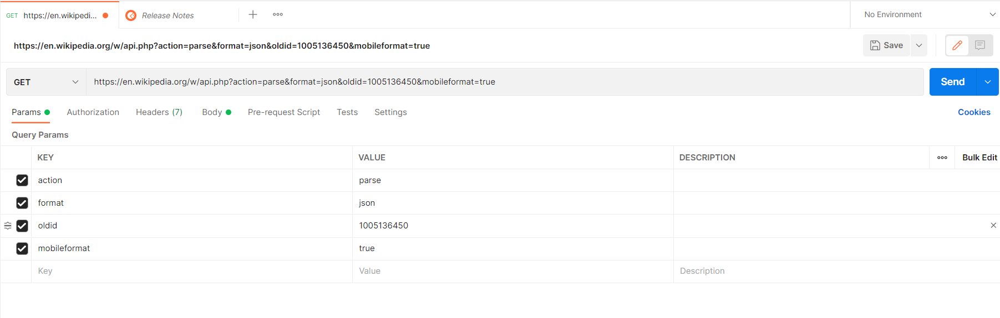 GET https://en.wikipedi... Release Notes No Environment
https://en.wikipedia.org/w/api.php?action=parse&format=json&oldid=1005136450&mobileformat=true Save
GET https://en.wikipedia.org/w/api.php?action=parse&format=json&oldid=1005136450&mobileformat=true Send
Params Authorization Headers (7) Body Pre-request Script Tests Settings Cookies
Query Params
KEY VALUE DESCRIPTION Bulk Edit
action parse
format json
oldid 1005136450
mobileformat true
Key Value Description